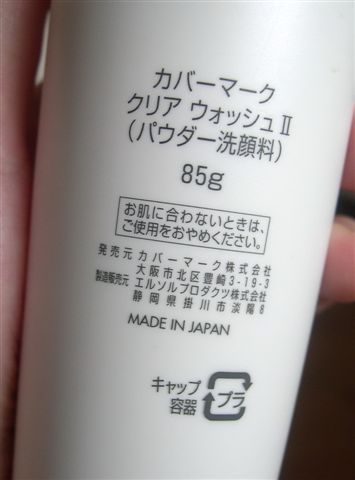 カバーマーク
クリア ウォッシュⅡ
(パウダー洗顔料)
85g
お肌に合わないときは、
ご使用をおやめください。
発売元 カバーマーク株式会社
大阪市北区豊崎3-19-3
製造販売元 エルソルプロダクツ株式会社
静岡県掛川市淡陽8
MADE IN JAPAN
キャップ
容器
プラ